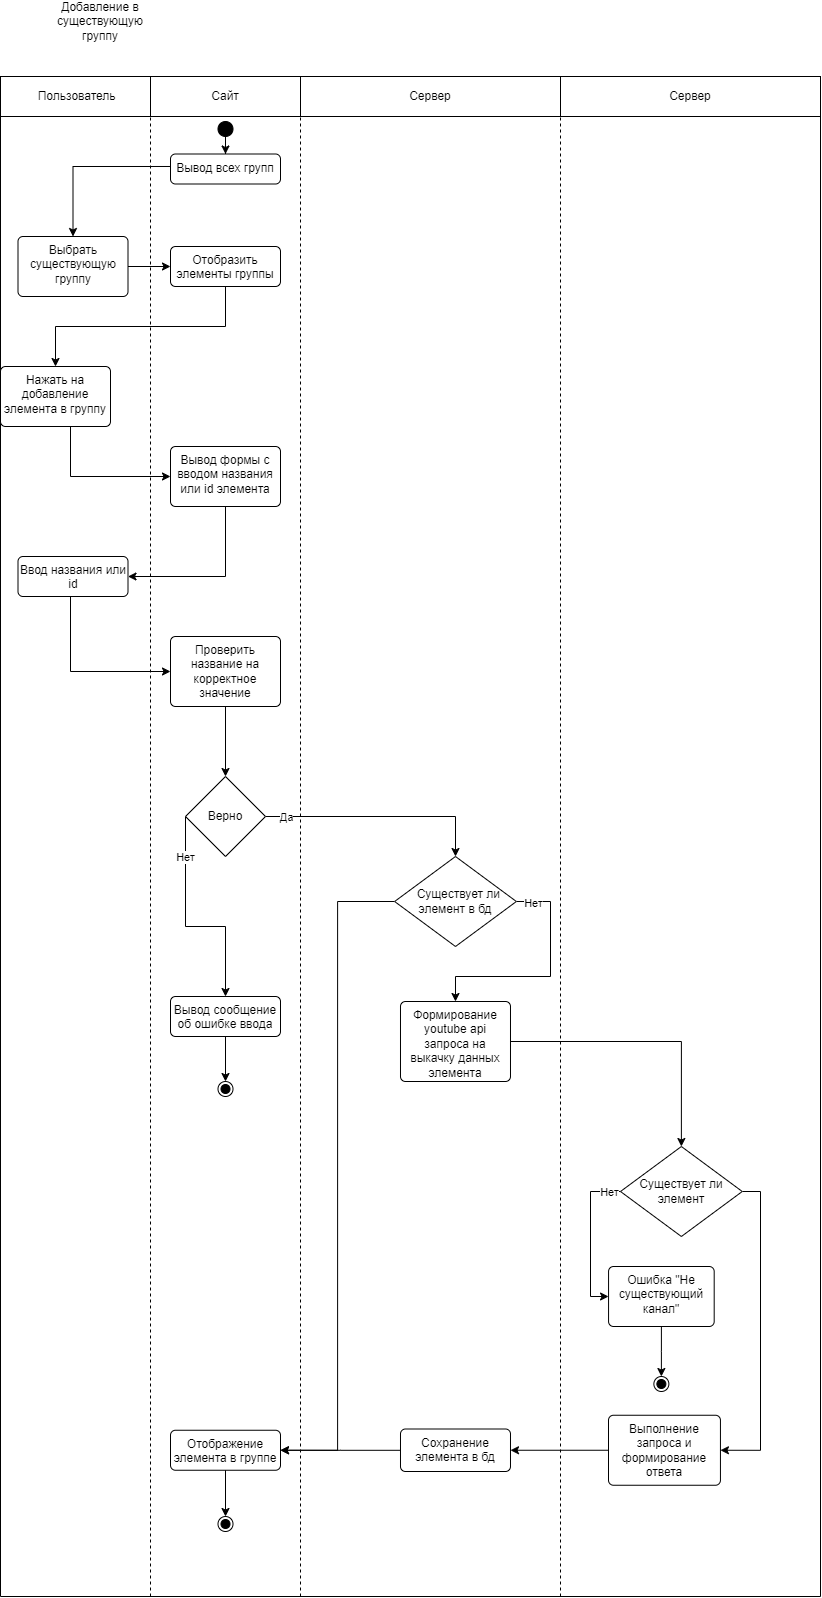 Добавление в
существующую
группу
Пользователь
Сайт
Сервер
Сервер
Вывод всех групп
Выбрать
существующую
группу
Отобразить
элементы группы
Нажать на
добавление
элемента в группу
Вывод формы с
вводом названия
или id элемента
Ввод названия или
id
Проверить
название на
корректное
значение
Верно
Да
Нет
Существует ли
элемент в бд
Нет
Вывод сообщение
об ошибке ввода
Формирование
youtube api
запроса на
выкачку данных
элемента
Существует ли
элемент
Нет
Ошибка "Не
существующий
канал"
Отображение
элемента в группе
Сохранение
элемента в бд
Выполнение
запроса и
формирование
ответа